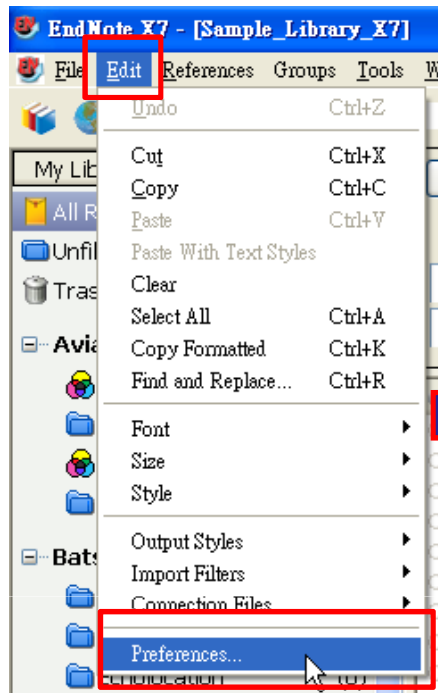 EndNote X7 - [Sample_Library_X7]
File Edit References Groups Tools
Undo Ctrl+Z
My Lib
Cut Ctrl+X
Copy Ctrl+C
All R
Paste Ctrl+V
Unfil
Paste With Text Styles
Clear
Tras
Select All Ctrl+A
Avia
Copy Formatted Ctrl+K
Find and Replace... Ctrl+R
Font
Size
Style
Output Styles
Bats
Import Filters
Connection Files
Preferences...
Echolocation (0)